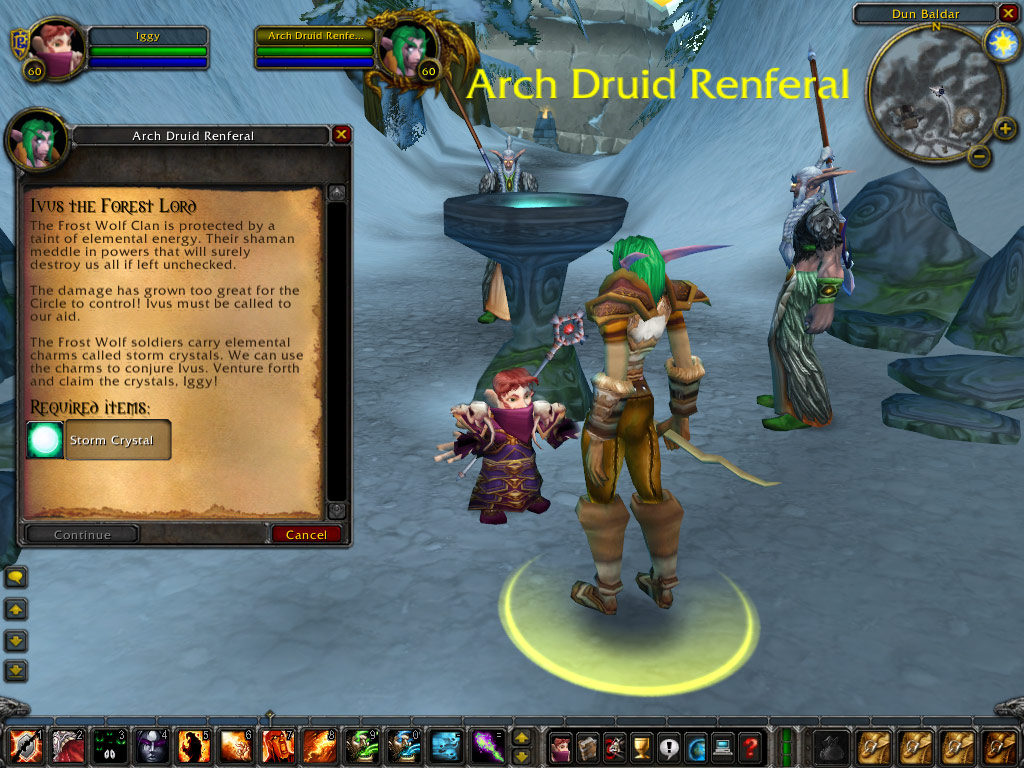 Iggy
60
Arch Druid Renfe...
60
Arch Druid Renferal
Dun Baldar
N
Arch Druid Renferal
Ivus the Forest Lord
The Frost Wolf Clan is protected by a
taint of elemental energy. Their shaman
meddle in powers that will surely
destroy us all if left unchecked.
The damage has grown too great for the
Circle to control! Ivus must be called to
our aid.
The Frost Wolf soldiers carry elemental
charms called storm crystals. We can use
the charms to conjure Ivus. Venture forth
and claim the crystals, Iggy!
Required items:
Storm Crystal
Continue
Cancel
1 2 3 4 5 6 7 8 9 0 - =